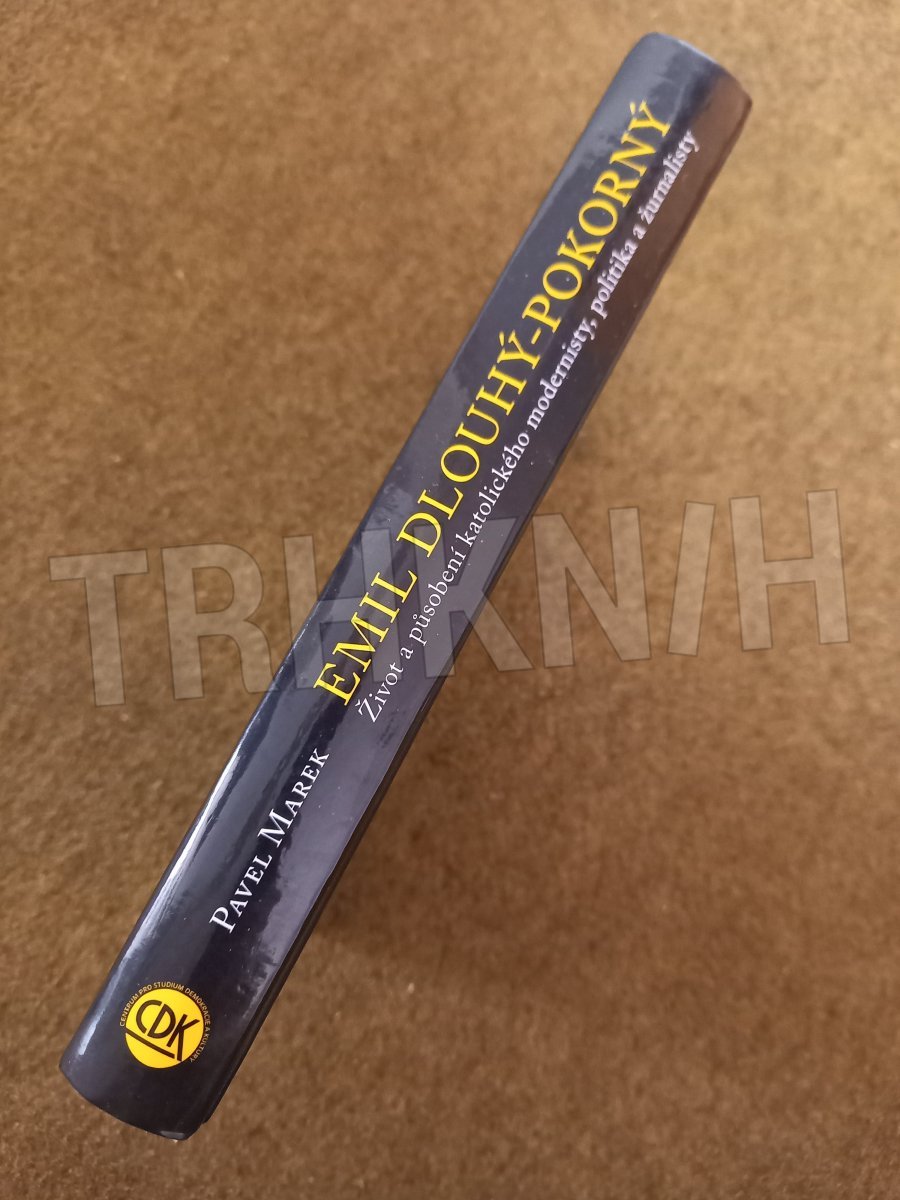 PAVEL MAREK
EMIL DLOUHÝ-POKORNÝ
Život a působení katolického modernisty, politika a žurnalisty
CENTRUM PRO STUDIUM DEMOKRACIE A KULTURY
CDK
TRHKNIH